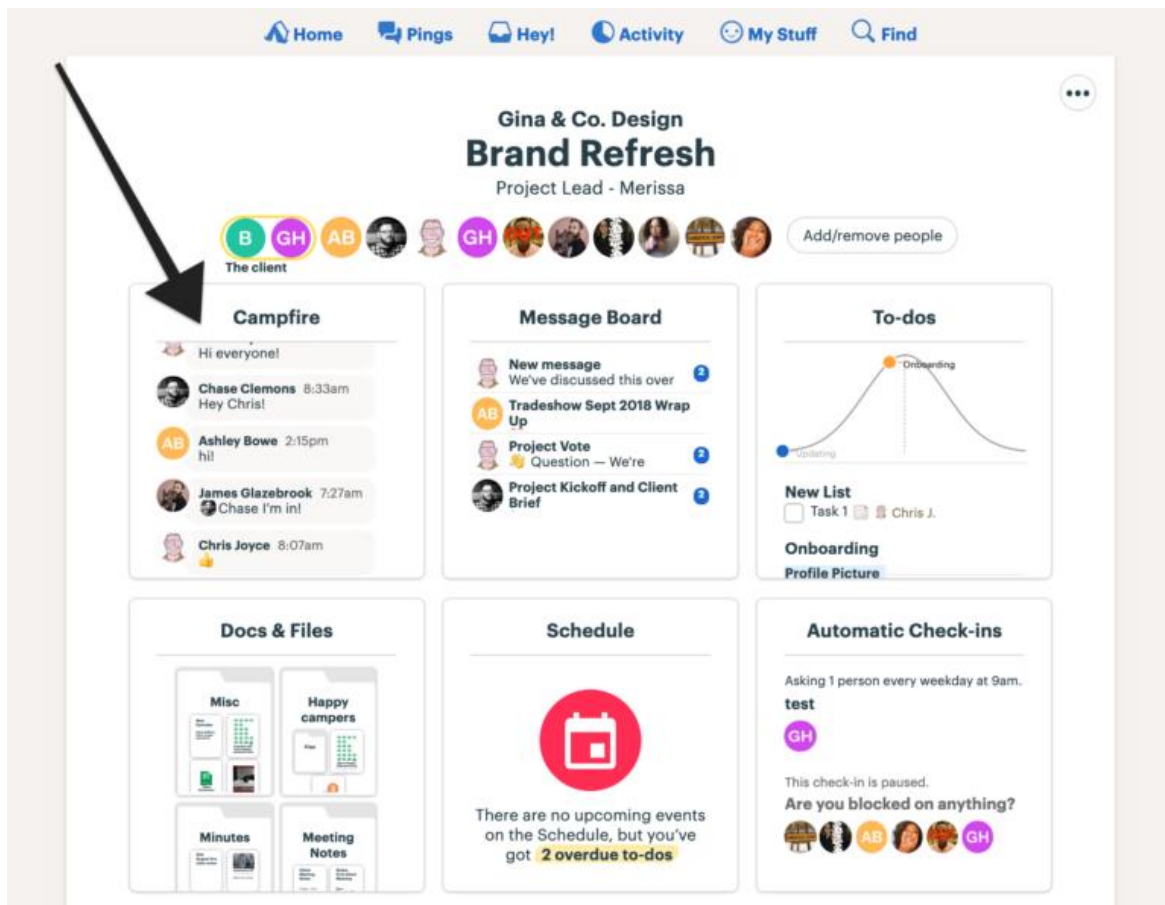 Home Pings Hey! Activity My Stuff Find
Gina & Co. Design
Brand Refresh
Project Lead - Merissa
B GH AB GH Add/remove people
The client
Campfire
Hi everyone!
Chase Clemons 8:33am
Hey Chris!
AB Ashley Bowe 2:15pm
hi!
James Glazebrook 7:27am
Chase I'm in!
Chris Joyce 8:07am
👍
Message Board
New message 2
We've discussed this over
AB Tradeshow Sept 2018 Wrap
Up
Project Vote 2
👋 Question — We're
Project Kickoff and Client 2
Brief
To-dos
Onboarding
Updating
New List
Task 1 Chris J.
Onboarding
Profile Picture
Docs & Files
Misc
Happy
campers
Files
Minutes
Meeting
Notes
Schedule
There are no upcoming events
on the Schedule, but you've
got 2 overdue to-dos
Automatic Check-ins
Asking 1 person every weekday at 9am.
test
GH
This check-in is paused.
Are you blocked on anything?
AB GH